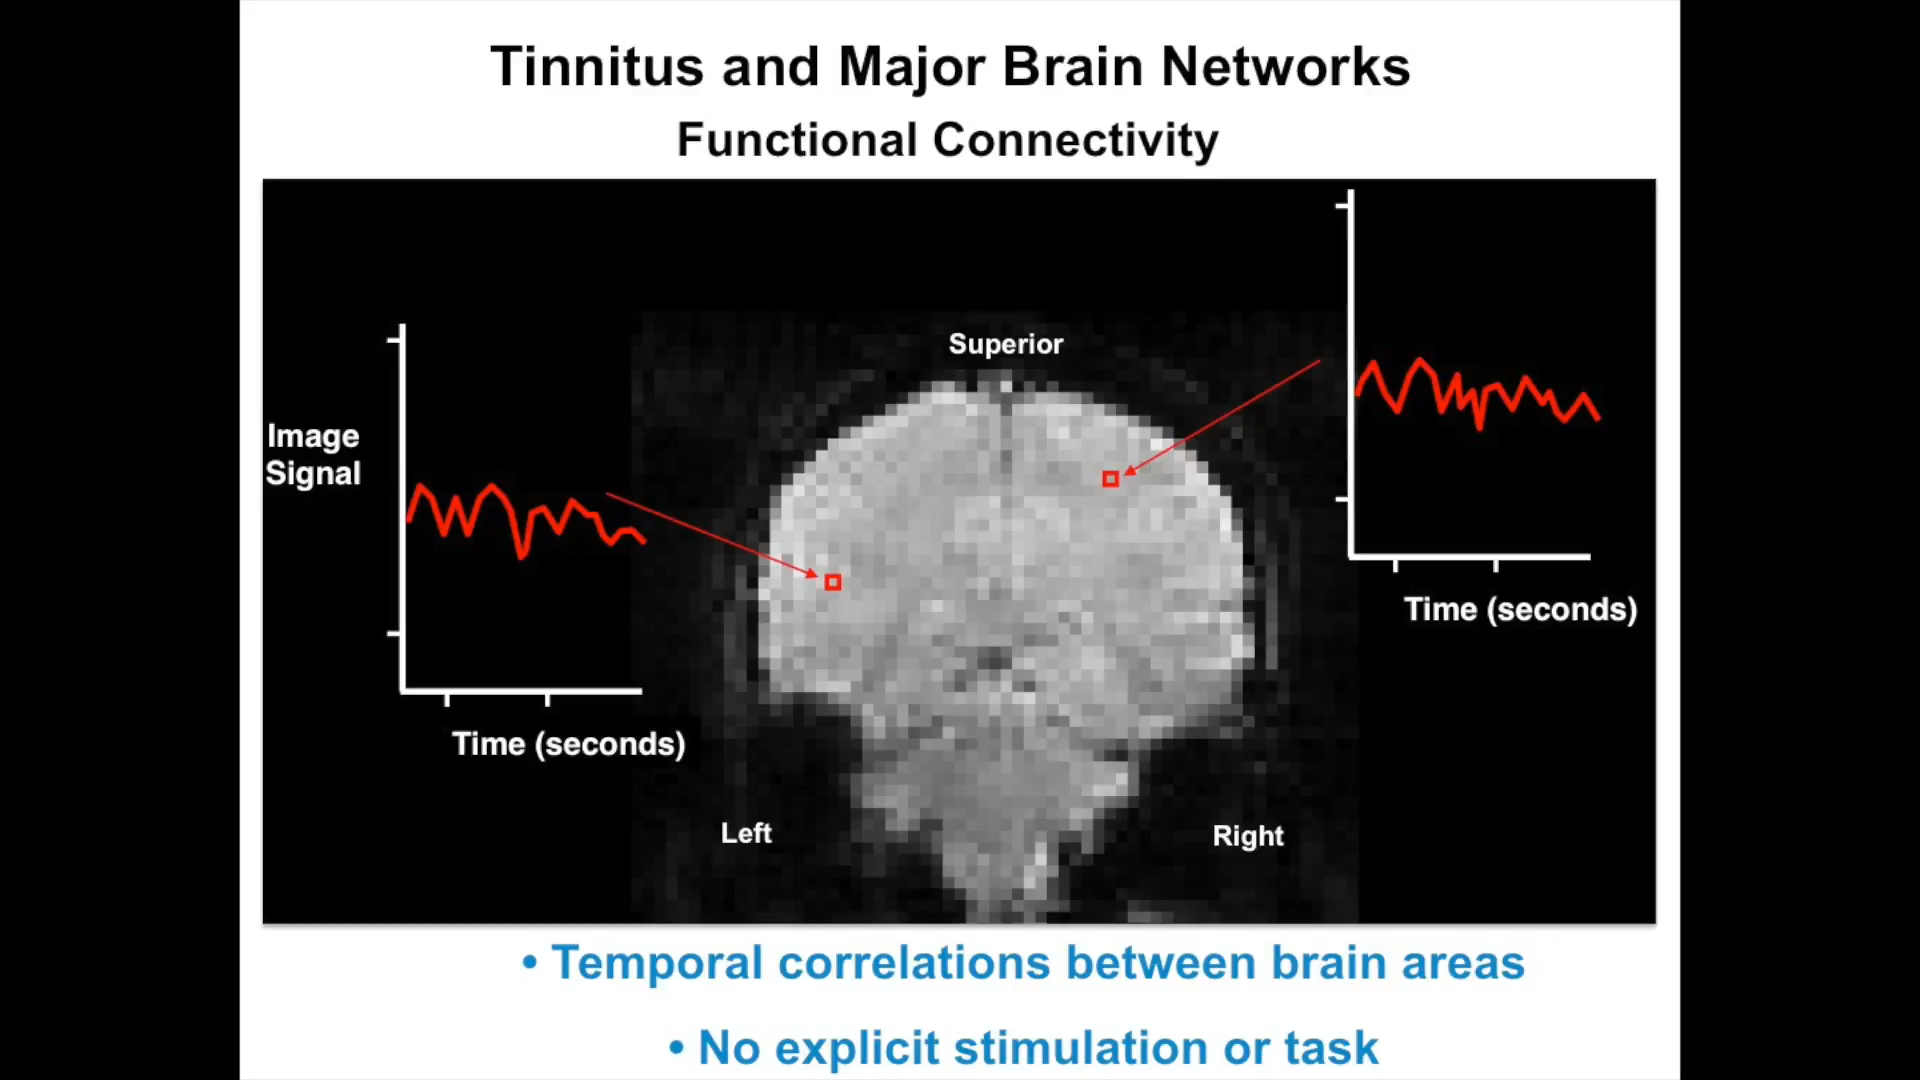 Tinnitus and Major Brain Networks
Functional Connectivity
Superior
Image
Signal
Time (seconds)
Time (seconds)
Left
Right
• Temporal correlations between brain areas
• No explicit stimulation or task